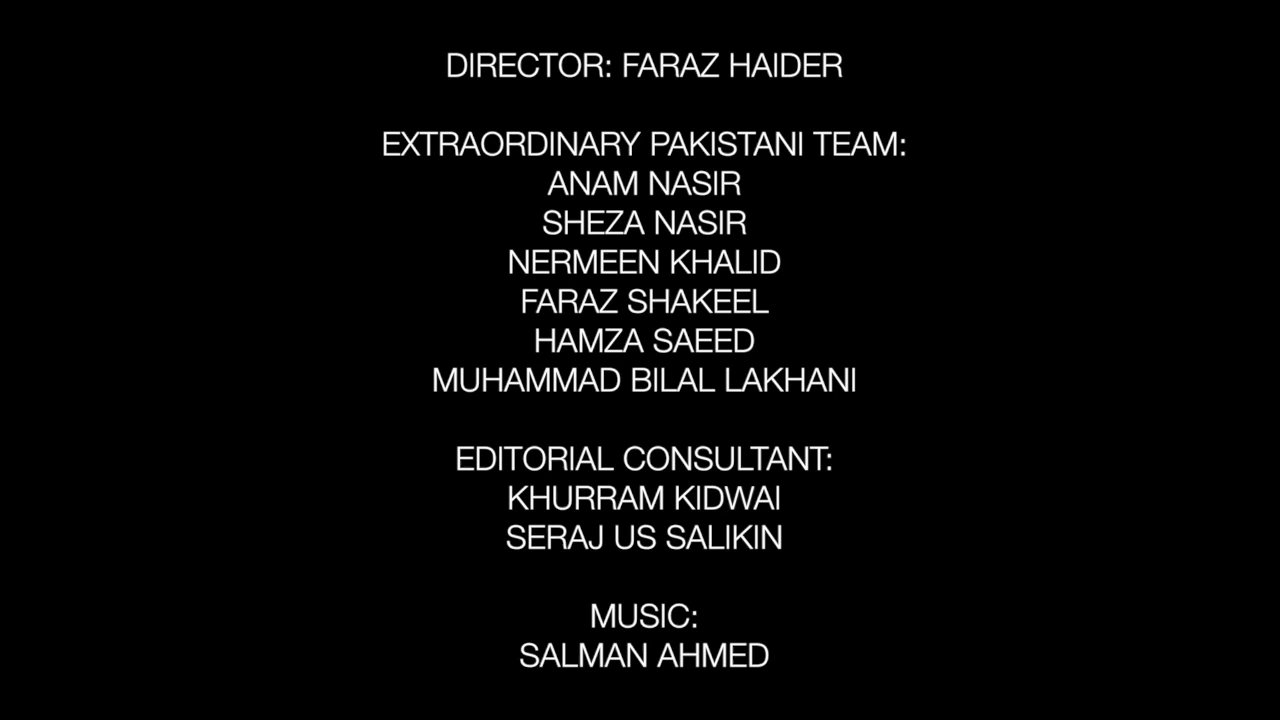 DIRECTOR: FARAZ HAIDER
EXTRAORDINARY PAKISTANI TEAM:
ANAM NASIR
SHEZA NASIR
NERMEEN KHALID
FARAZ SHAKEEL
HAMZA SAEED
MUHAMMAD BILAL LAKHANI
EDITORIAL CONSULTANT:
KHURRAM KIDWAI
SERAJ US SALIKIN
MUSIC:
SALMAN AHMED